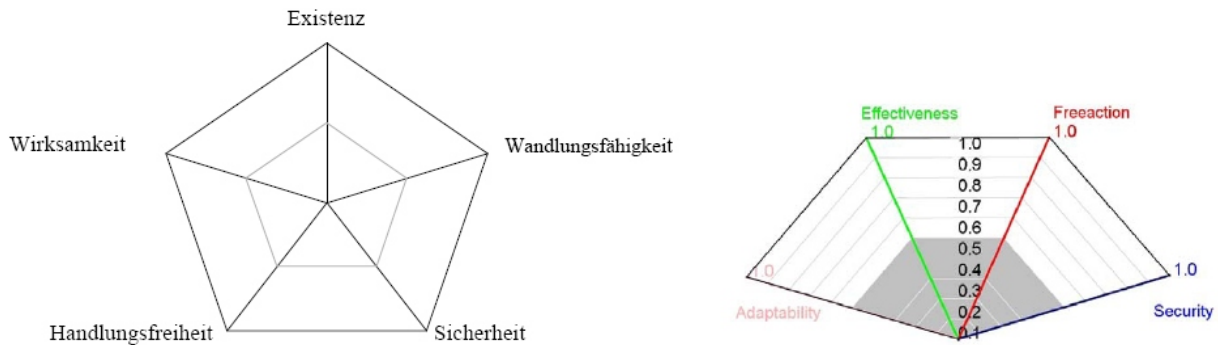 Existenz
Wirksamkeit
Wandlungsfähigkeit
Handlungsfreiheit
Sicherheit
Effectiveness
Freeaction
1.0
1.0
1.0
0.9
0.8
0.7
0.6
0.5
0.4
0.3
0.2
0.1
1.0
1.0
Adaptability
Security